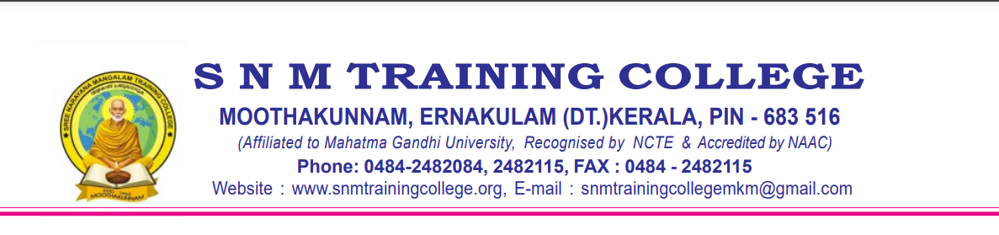 SREE NARAYANA MANGALAM TRAINING COLLEGE
MOOTHAKUNNAM
S N M TRAINING COLLEGE
MOOTHAKUNNAM, ERNAKULAM (DT.)KERALA, PIN - 683 516
(Affiliated to Mahatma Gandhi University, Recognised by NCTE & Accredited by NAAC)
Phone: 0484-2482084, 2482115, FAX : 0484 - 2482115
Website : www.snmtrainingcollege.org, E-mail : snmtrainingcollegemkm@gmail.com